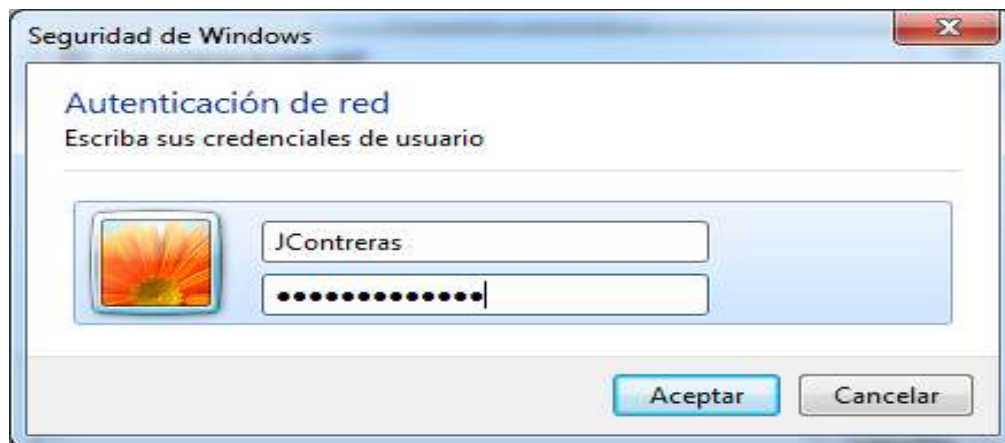 Seguridad de Windows
Autenticación de red
Escriba sus credenciales de usuario
JContreras
●●●●●●●●●●●●●
Aceptar
Cancelar